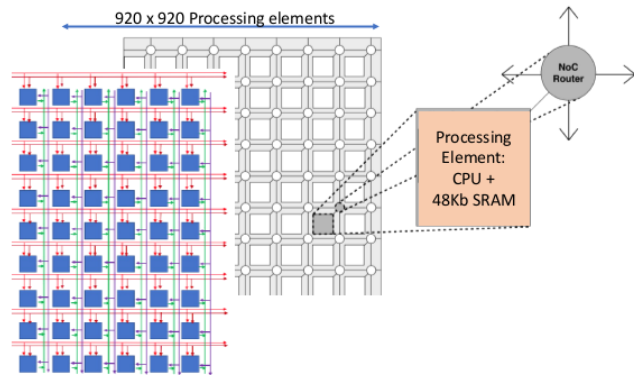 920 x 920 Processing elements
NoC
Router
Processing
Element:
CPU +
48Kb SRAM